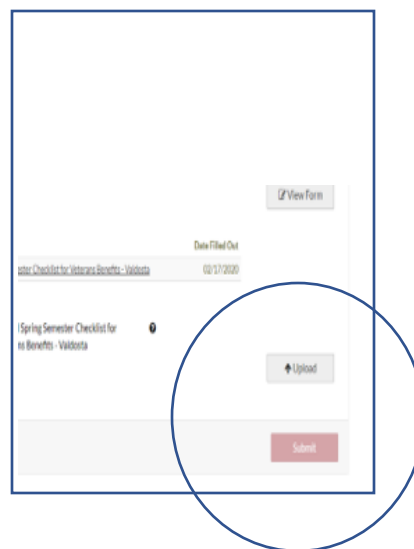 View Form
Date Filled Out
ester Checklist for Veterans Benefits - Valdosta 02/17/2020
Spring Semester Checklist for
ns Benefits - Valdosta
Upload
Submit